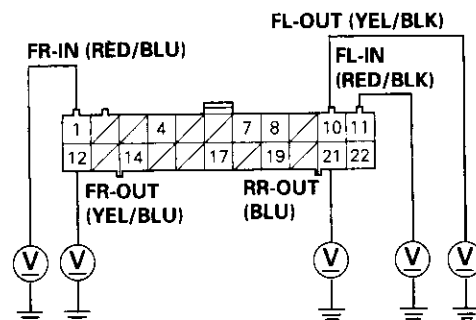 FR-IN (RED/BLU)
FL-OUT (YEL/BLK)
FL-IN
(RED/BLK)
1 4 7 8 10 11
12 14 17 19 21 22
FR-OUT
(YEL/BLU)
RR-OUT
(BLU)
V V V V V